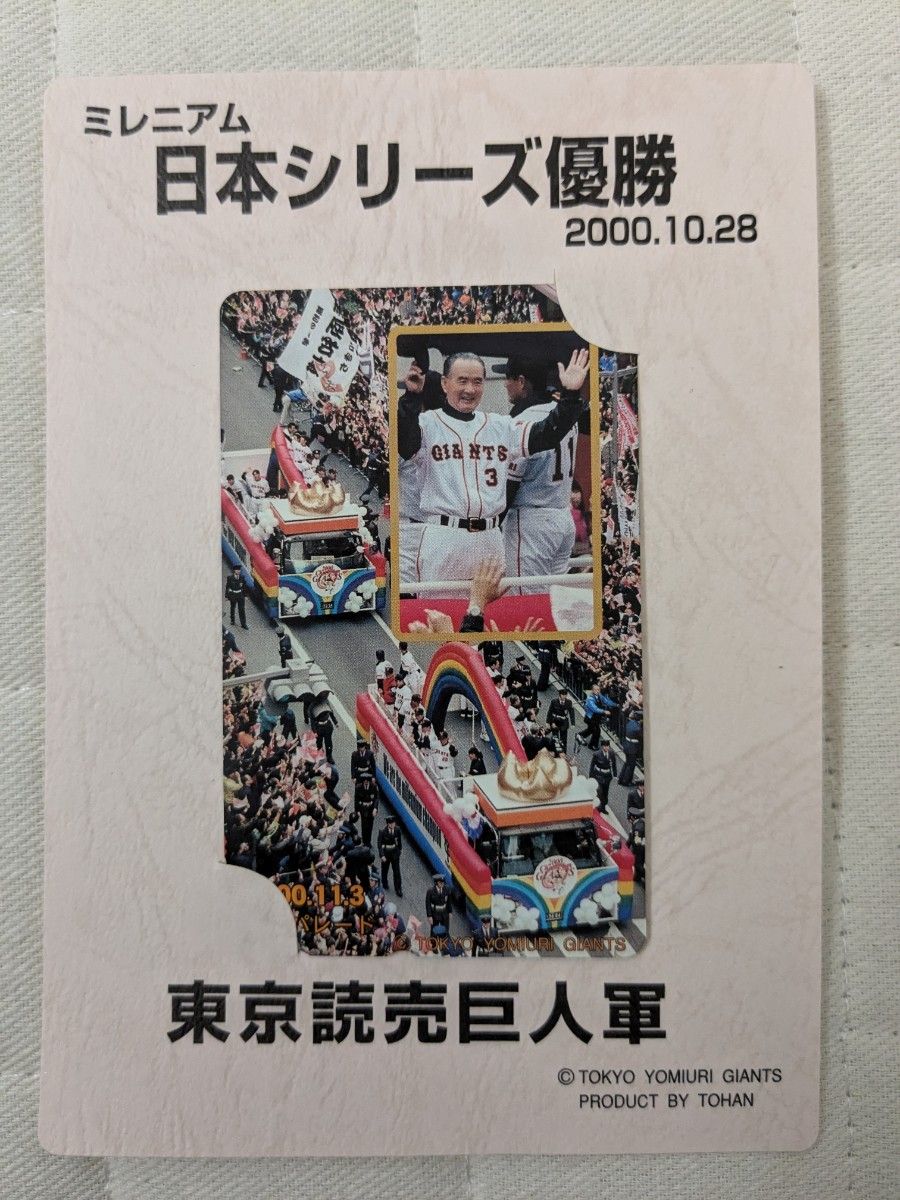 ミレニアム
日本シリーズ優勝
2000.10.28
GIANTS
3
11
00.11.3
パレード
© TOKYO YOMIURI GIANTS
東京読売巨人軍
© TOKYO YOMIURI GIANTS
PRODUCT BY TOHAN